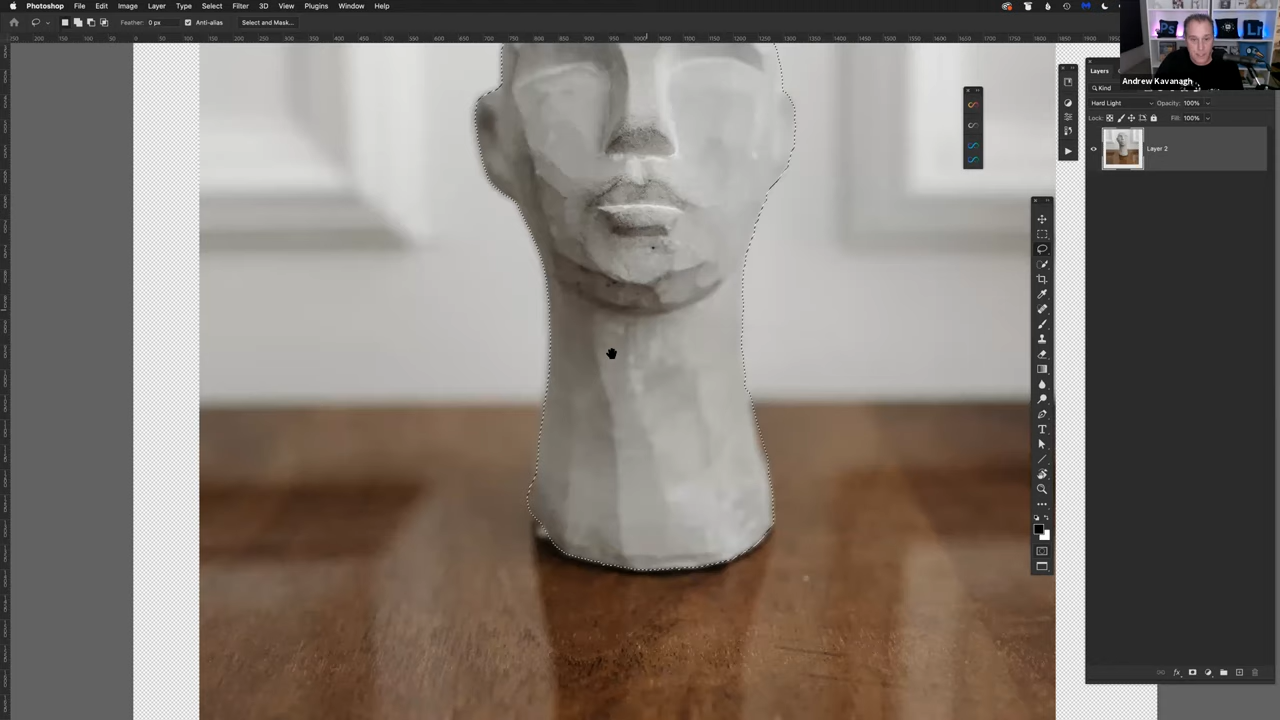 Photoshop File Edit Image Layer Type Select Filter 3D View Plugins Window Help
Feather: 0 px Anti-alias Select and Mask...
Andrew Kavanagh
Layers
Kind
Hard Light Opacity: 100%
Lock: Fill: 100%
Layer 2